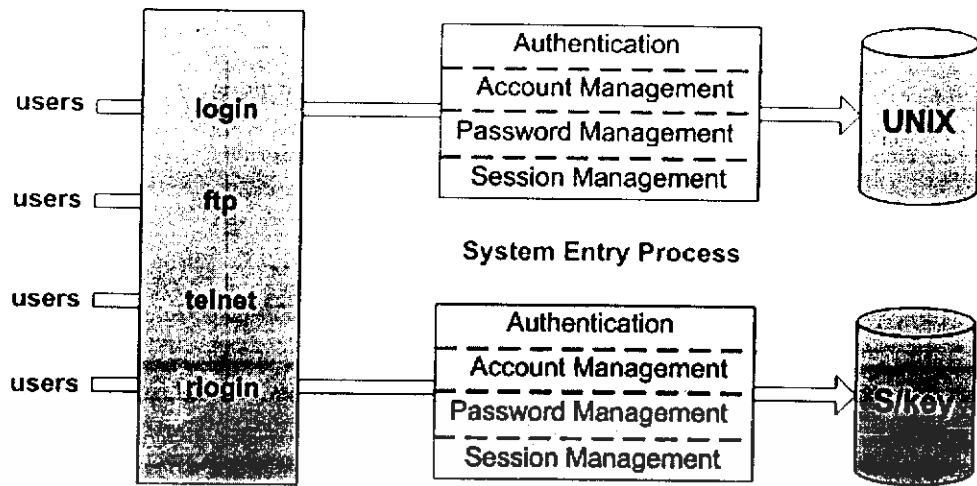 users
login
users
ftp
users
telnet
users
rlogin
Authentication
Account Management
Password Management
Session Management
UNIX
System Entry Process
Authentication
Account Management
Password Management
Session Management
S/key